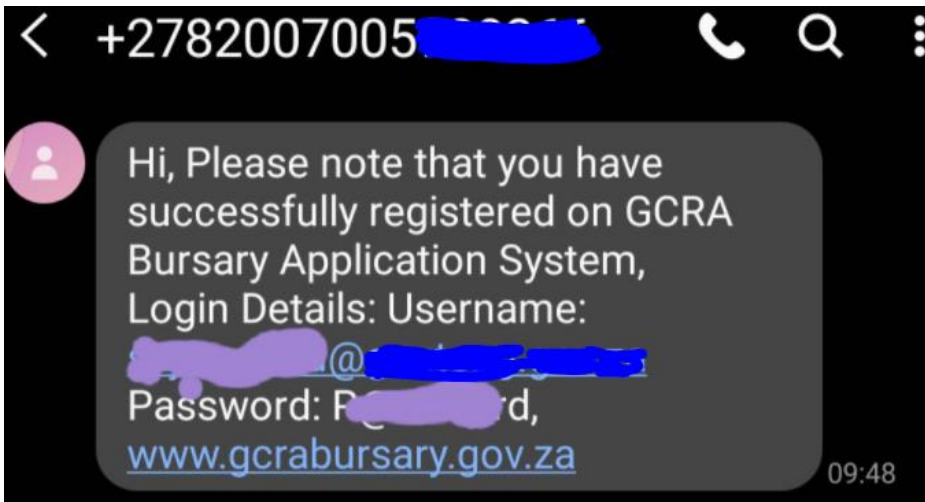 +2782007005
Hi, Please note that you have
successfully registered on GCRA
Bursary Application System,
Login Details: Username:
@
Password: rd,
www.gcrabursary.gov.za
09:48